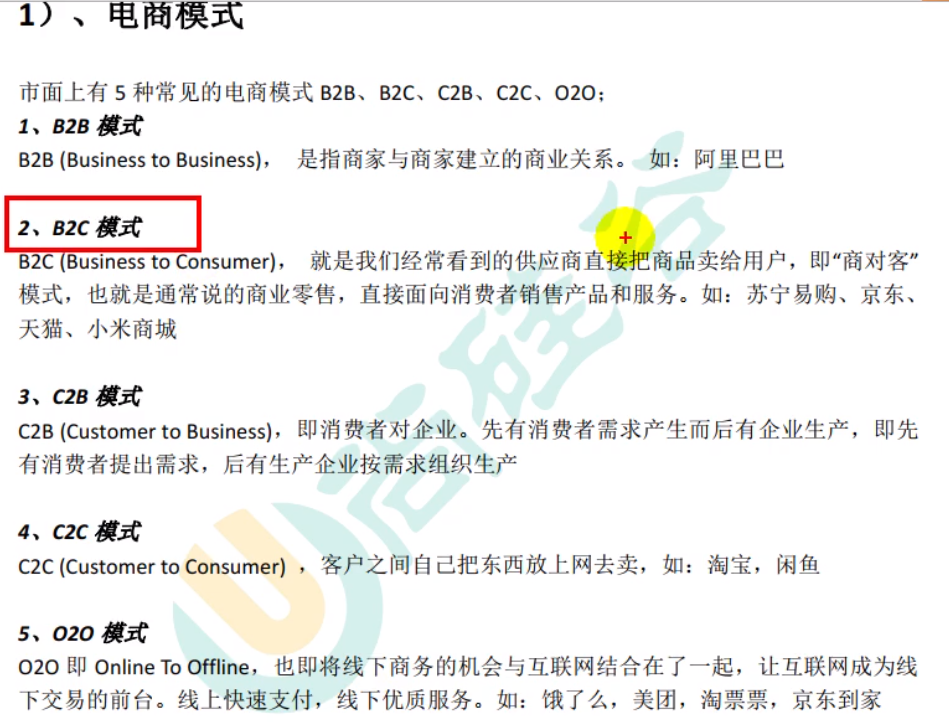 1）、电商模式
市面上有 5 种常见的电商模式 B2B、B2C、C2B、C2C、O2O；
1、B2B 模式
B2B (Business to Business)， 是指商家与商家建立的商业关系。 如：阿里巴巴
2、B2C 模式
B2C (Business to Consumer)， 就是我们经常看到的供应商直接把商品卖给用户，即“商对客”
模式，也就是通常说的商业零售，直接面向消费者销售产品和服务。如：苏宁易购、京东、
天猫、小米商城
3、C2B 模式
C2B (Customer to Business)，即消费者对企业。先有消费者需求产生而后有企业生产，即先
有消费者提出需求，后有生产企业按需求组织生产
4、C2C 模式
C2C (Customer to Consumer) ，客户之间自己把东西放上网去卖，如：淘宝，闲鱼
5、O2O 模式
O2O 即 Online To Offline，也即将线下商务的机会与互联网结合在了一起，让互联网成为线
下交易的前台。线上快速支付，线下优质服务。如：饿了么，美团，淘票票，京东到家
尚硅谷